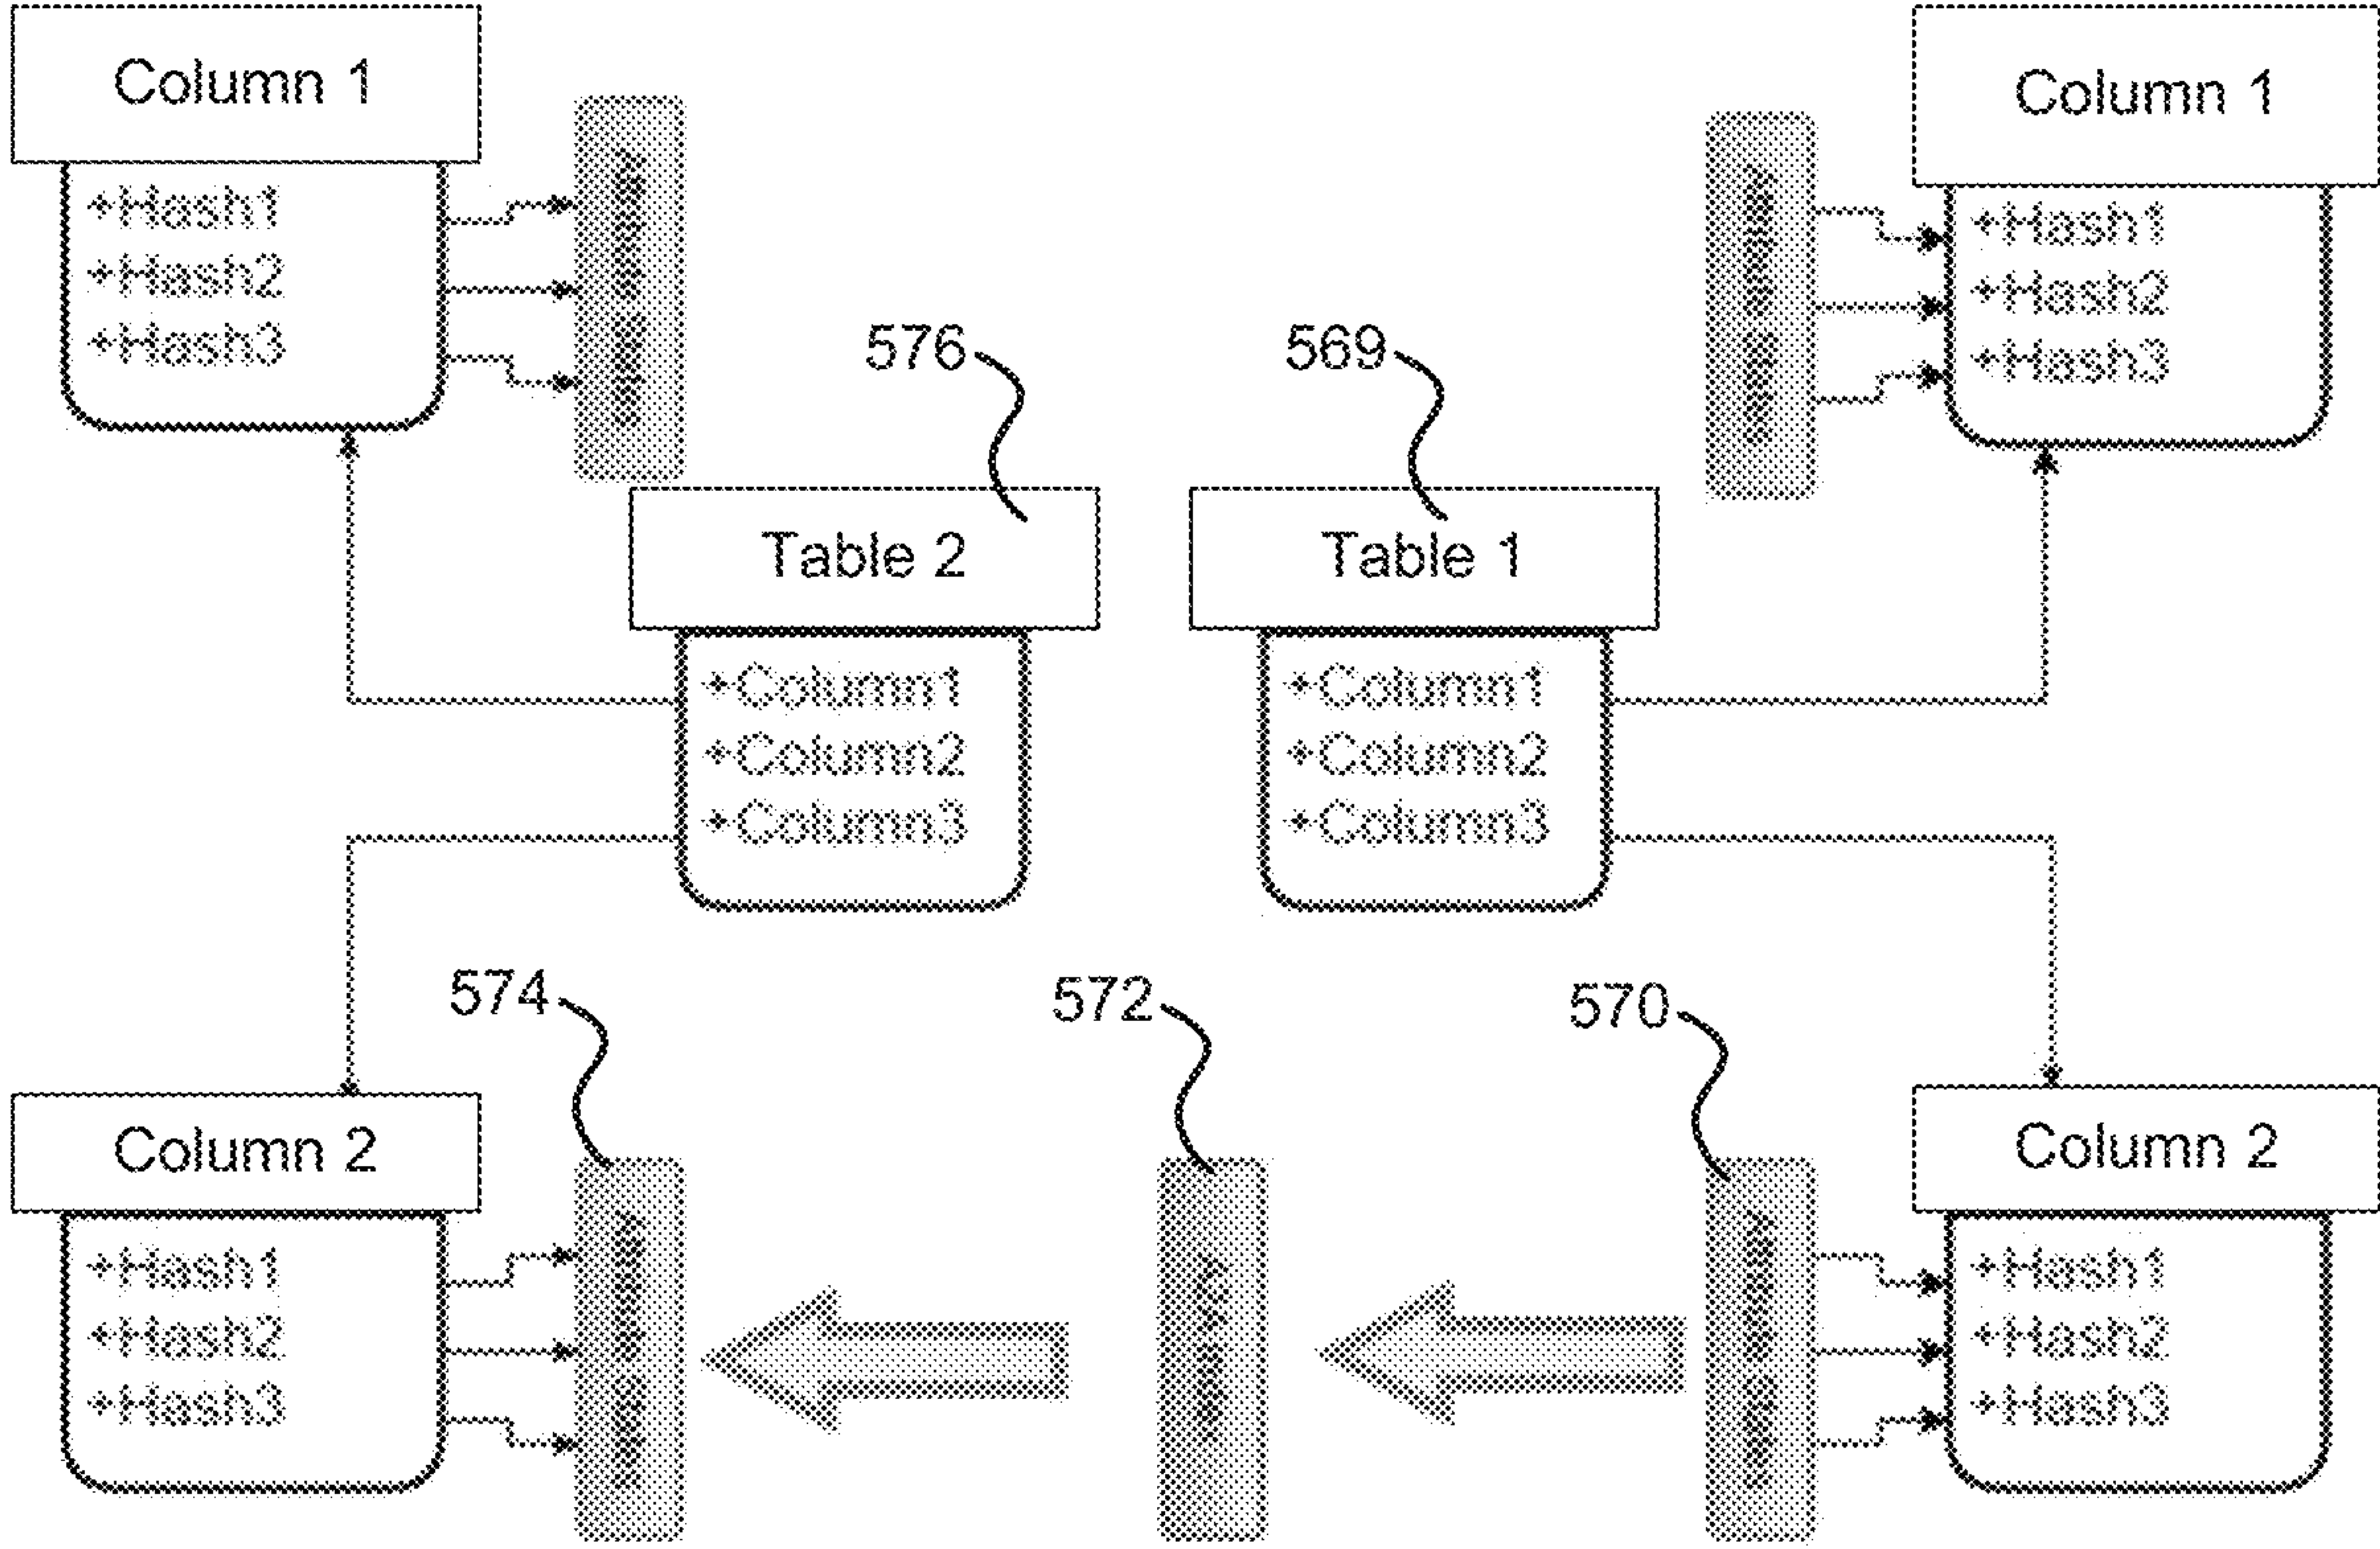 Column 1
+Hash1
+Hash2
+Hash3
Column 1
+Hash1
+Hash2
+Hash3
576
569
Table 2
+Column1
+Column2
+Column3
Table 1
+Column1
+Column2
+Column3
574
572
570
Column 2
+Hash1
+Hash2
+Hash3
Column 2
+Hash1
+Hash2
+Hash3